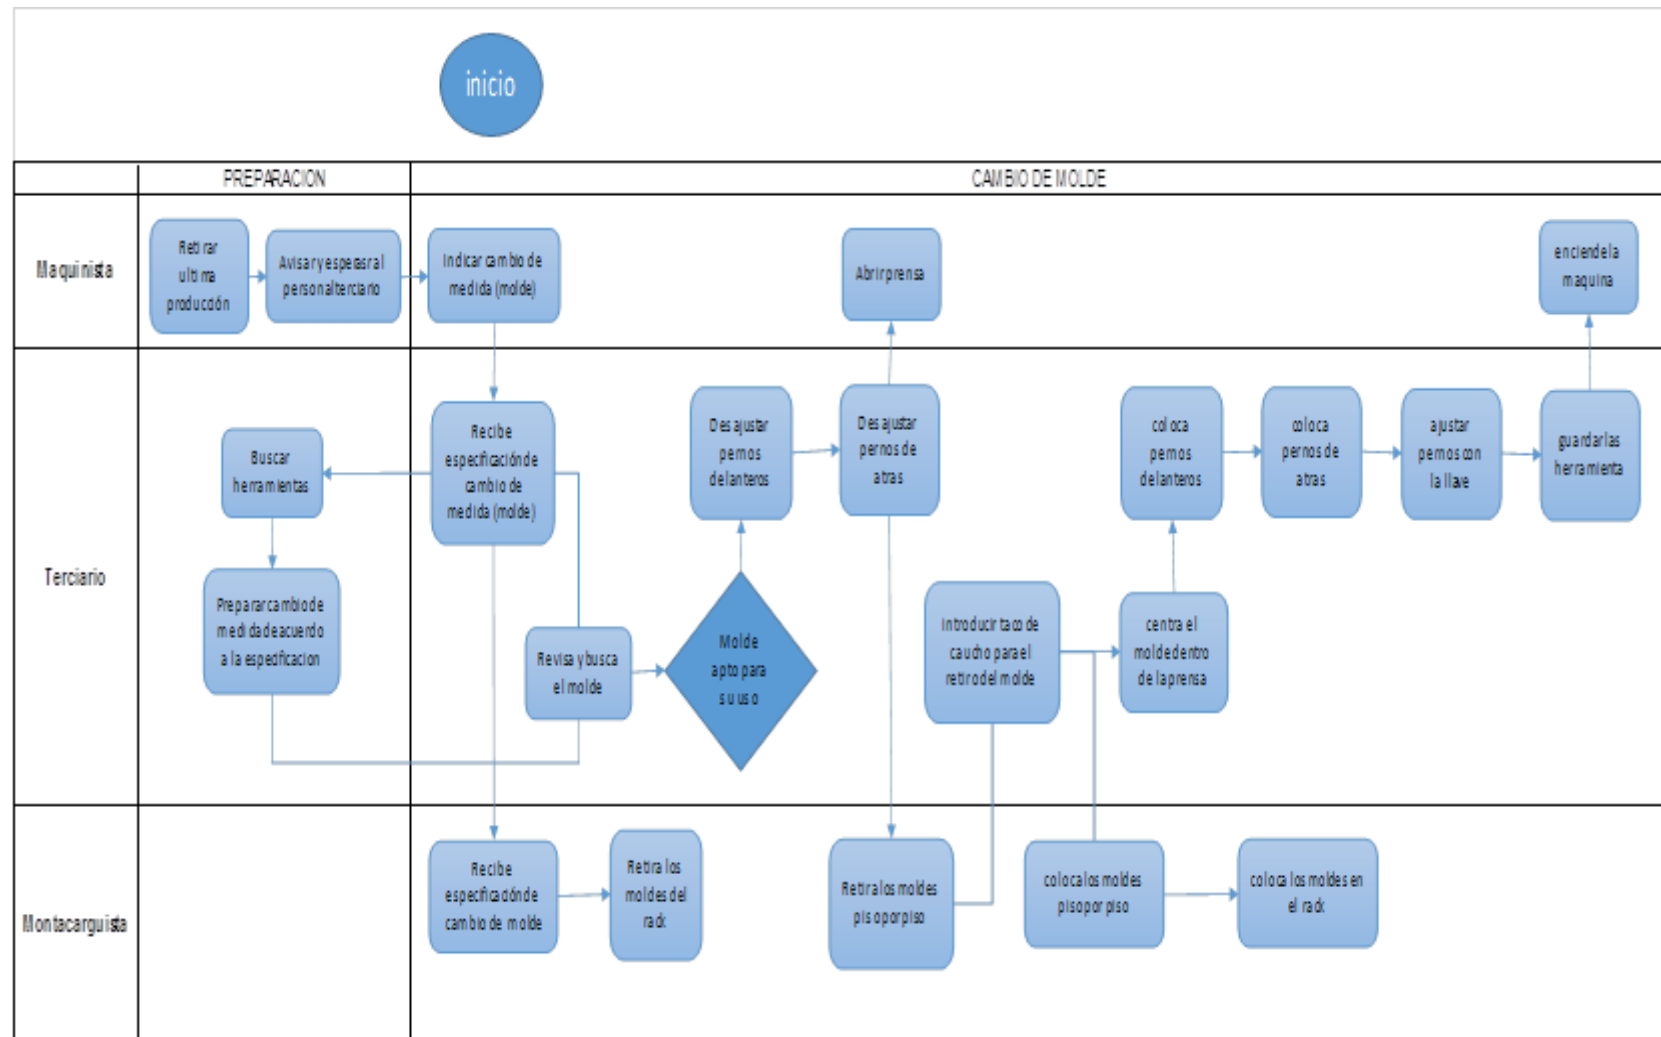 inicio
PREPARACION
CAMBIO DE MOLDE
Maquinista
Retirar
ultima
producción
Avisar y esperas al
personal terciario
Indicar cambio de
medida (molde)
Abrir prensa
enciende la
maquina
Terciario
Buscar
herramientas
Preparar cambio de
medida de acuerdo
a la especificacion
Recibe
especificación de
cambio de
medida (molde)
Revisa y busca
el molde
Molde
apto para
su uso
Desajustar
pernos
delanteros
Desajustar
pernos de
atras
Introducir taco de
caucho para el
retiro del molde
centra el
molde dentro
de la prensa
coloca
pernos
delanteros
coloca
pernos de
atras
ajustar
pernos con
la llave
guardar las
herramienta
Montacarguista
Recibe
especificación de
cambio de molde
Retira los
moldes del
rack
Retira los moldes
piso por piso
coloca los moldes
piso por piso
coloca los moldes en
el rack